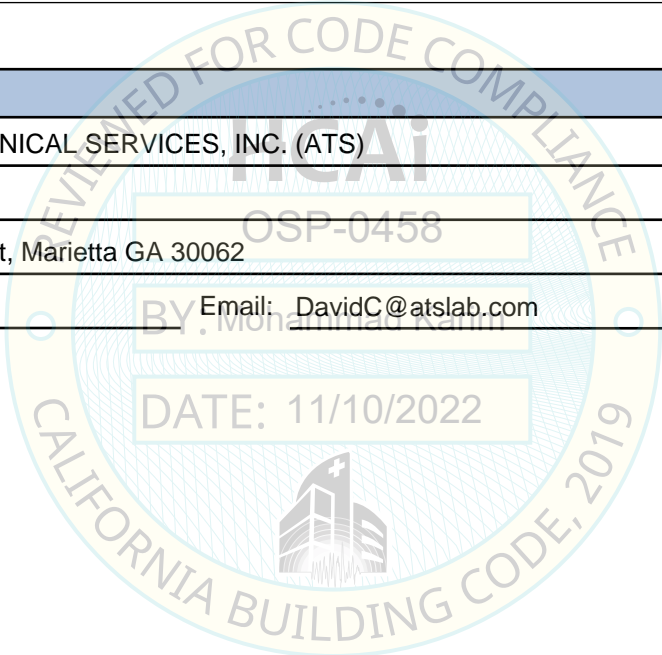 REVIEWED FOR CODE COMPLIANCE
HCAi
NICAL SERVICES, INC. (ATS)
OSP-0458
t, Marietta GA 30062
Email: DavidC@atslab.com
BY: Mohammad Karim
DATE: 11/10/2022
CALIFORNIA BUILDING CODE, 2019